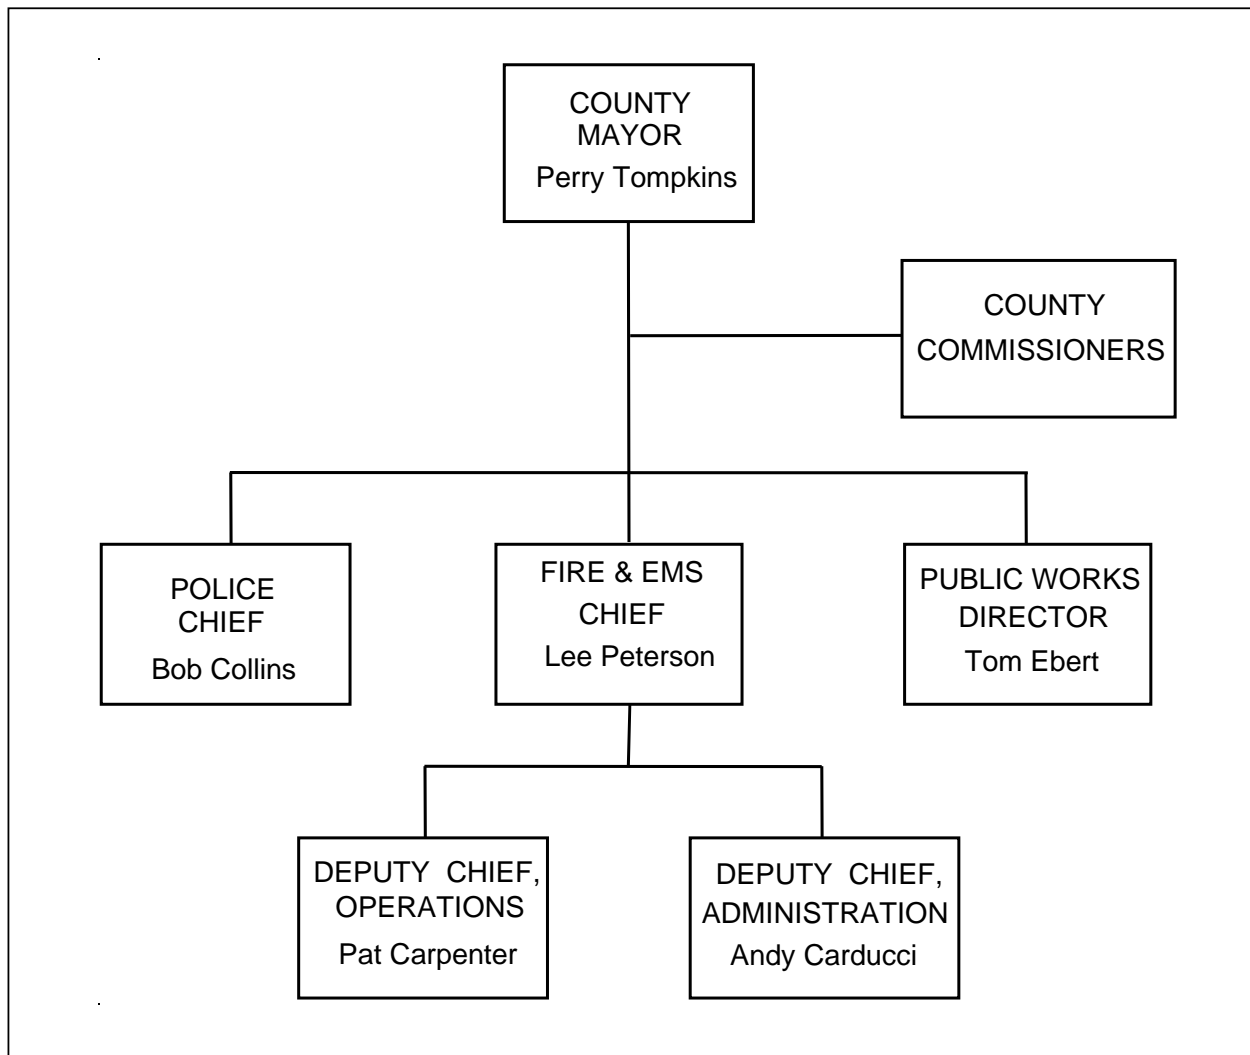 COUNTY
MAYOR
Perry Tompkins
COUNTY
COMMISSIONERS
POLICE
CHIEF
Bob Collins
FIRE & EMS
CHIEF
Lee Peterson
PUBLIC WORKS
DIRECTOR
Tom Ebert
DEPUTY CHIEF,
OPERATIONS
Pat Carpenter
DEPUTY CHIEF,
ADMINISTRATION
Andy Carducci